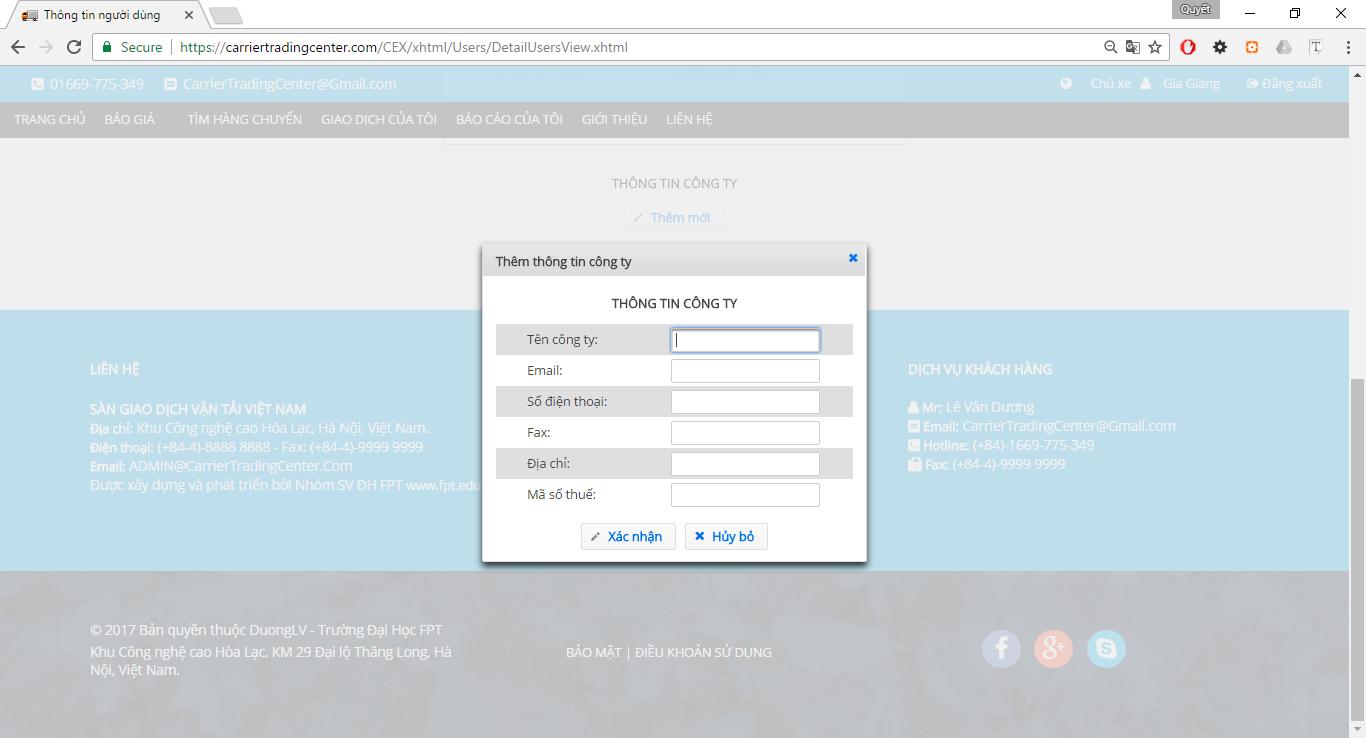 Thông tin người dùng
Quyết
Secure
https://carriertradingcenter.com/CEX/xhtml/Users/DetailUsersView.xhtml
01669-775-349 CarrierTradingCenter@Gmail.com
Chủ xe Gia Giang Đăng xuất
TRANG CHỦ BÁO GIÁ TÌM HÀNG CHUYẾN GIAO DỊCH CỦA TÔI BÁO CÁO CỦA TÔI GIỚI THIỆU LIÊN HỆ
THÔNG TIN CÔNG TY
Thêm mới
Thêm thông tin công ty
THÔNG TIN CÔNG TY
Tên công ty:
Email:
Số điện thoại:
Fax:
Địa chỉ:
Mã số thuế:
Xác nhận Hủy bỏ
LIÊN HỆ
SÀN GIAO DỊCH VẬN TẢI VIỆT NAM
Địa chỉ: Khu Công nghệ cao Hòa Lạc, Hà Nội, Việt Nam.
Điện thoại: (+84-4)-8888 8888 - Fax: (+84-4)-9999 9999
Email: ADMIN@CarrierTradingCenter.Com
Được xây dựng và phát triển bởi Nhóm SV ĐH FPT www.fpt.edu
DỊCH VỤ KHÁCH HÀNG
Mr: Lê Văn Dương
Email: CarrierTradingCenter@Gmail.com
Hotline: (+84)-1669-775-349
Fax: (+84-4)-9999 9999
© 2017 Bản quyền thuộc DuongLV - Trường Đại Học FPT
Khu Công nghệ cao Hòa Lạc, KM 29 Đại lộ Thăng Long, Hà
Nội, Việt Nam.
BẢO MẬT | ĐIỀU KHOẢN SỬ DỤNG